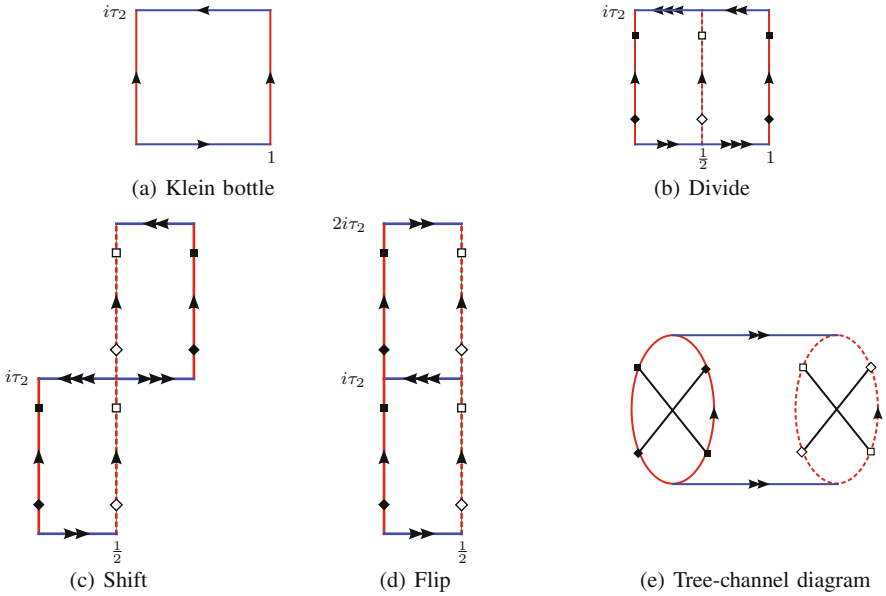 iτ₂
1
(a) Klein bottle
iτ₂
1/2
1
(b) Divide
iτ₂
1/2
(c) Shift
2iτ₂
iτ₂
1/2
(d) Flip
(e) Tree-channel diagram